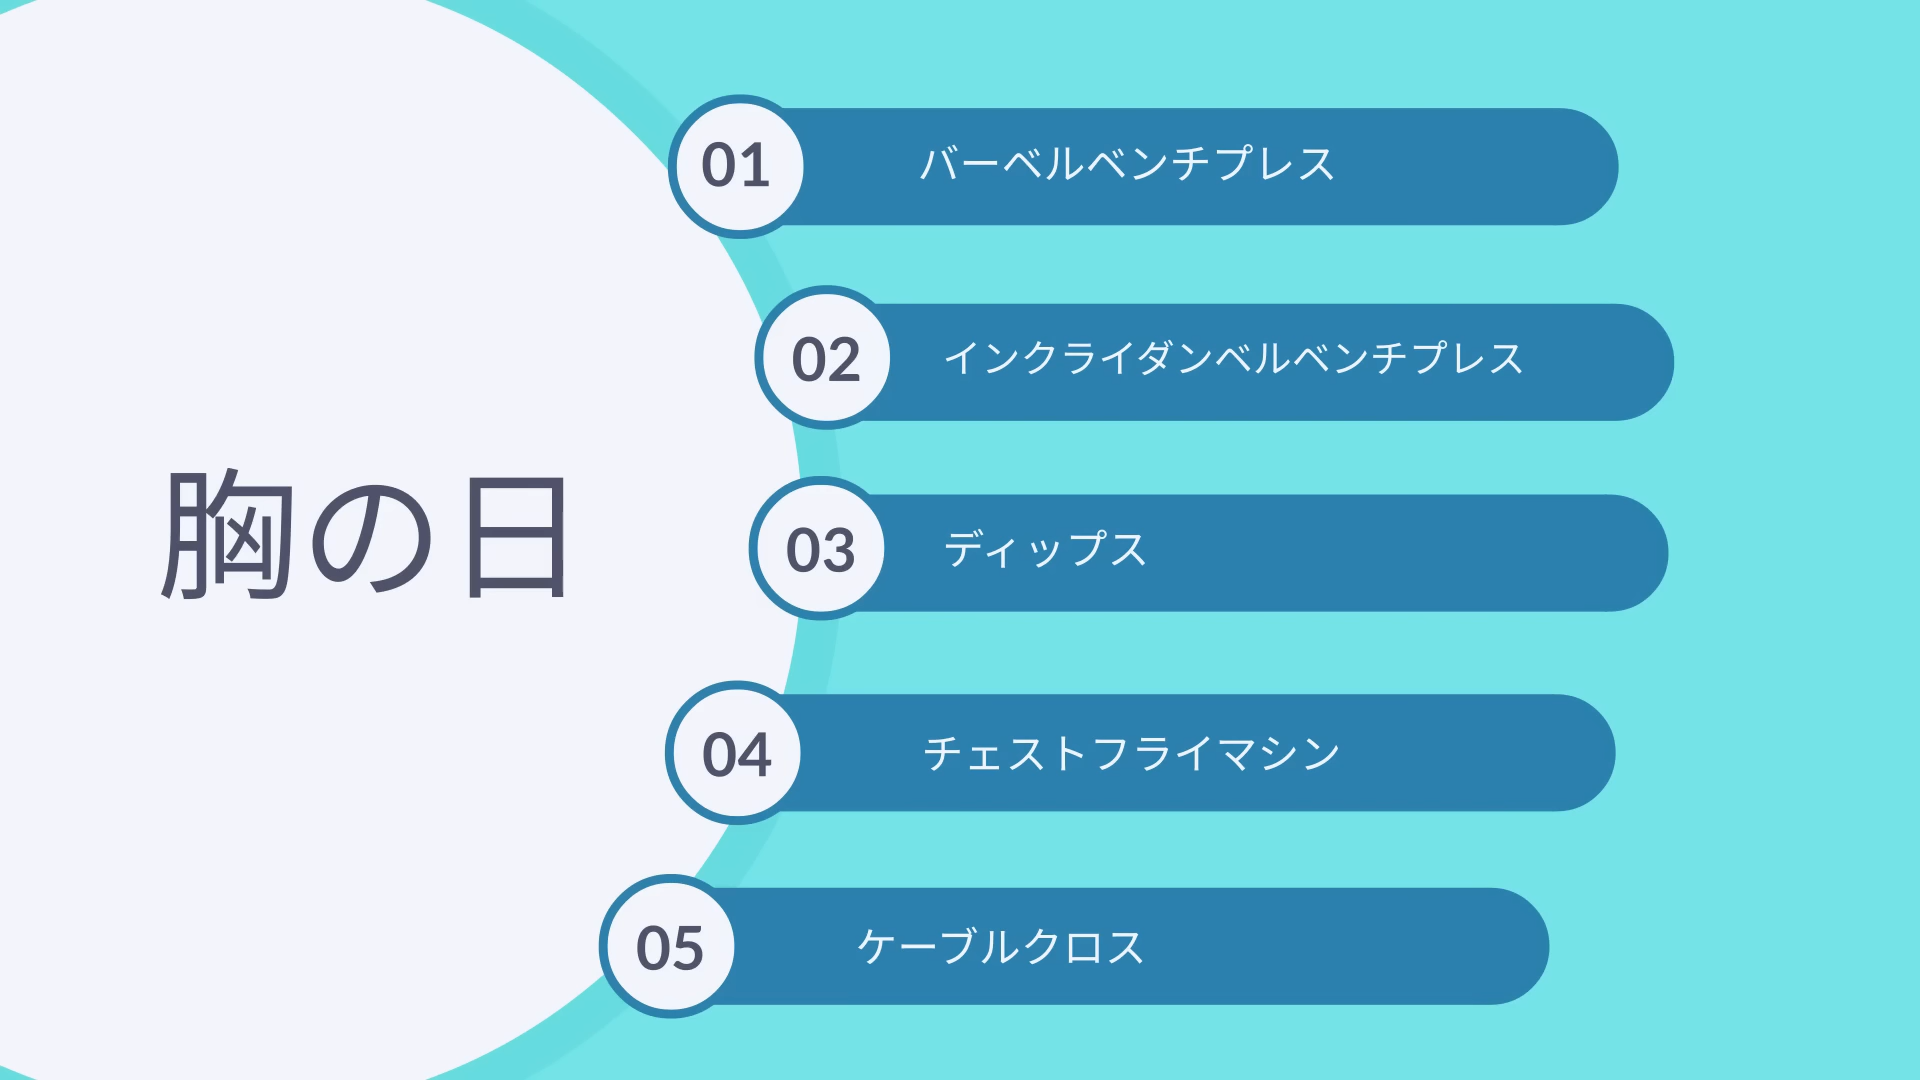 胸の日
01
バーベルベンチプレス
02
インクライダンベルベンチプレス
03
ディップス
04
チェストフライマシン
05
ケーブルクロス